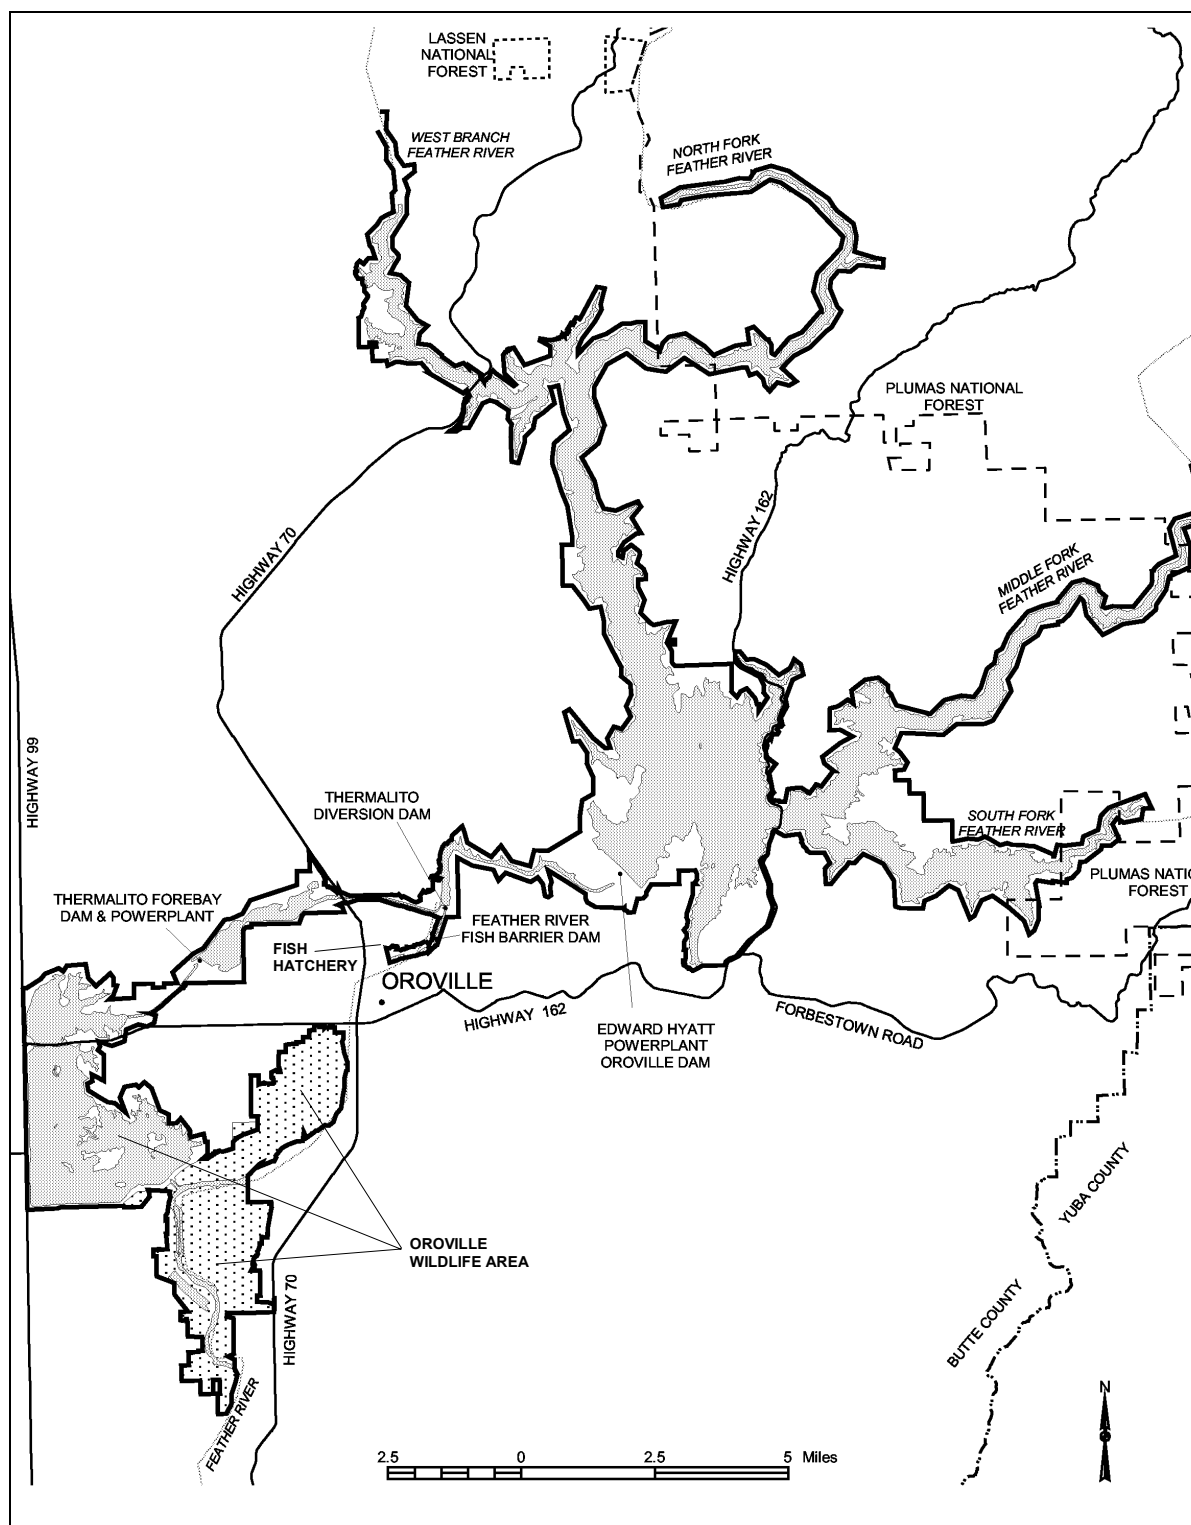 LASSEN
NATIONAL
FOREST
WEST BRANCH
FEATHER RIVER
NORTH FORK
FEATHER RIVER
PLUMAS NATIONAL
FOREST
HIGHWAY 70
HIGHWAY 162
MIDDLE FORK
FEATHER RIVER
HIGHWAY 99
THERMALITO
DIVERSION DAM
SOUTH FORK
FEATHER RIVER
PLUMAS NATIO
FOREST
THERMALITO FOREBAY
DAM & POWERPLANT
FEATHER RIVER
FISH BARRIER DAM
FISH
HATCHERY
OROVILLE
HIGHWAY 162
FORBESTOWN ROAD
EDWARD HYATT
POWERPLANT
OROVILLE DAM
YUBA COUNTY
OROVILLE
WILDLIFE AREA
HIGHWAY 70
BUTTE COUNTY
FEATHER RIVER
N
2.5 0 2.5 5 Miles